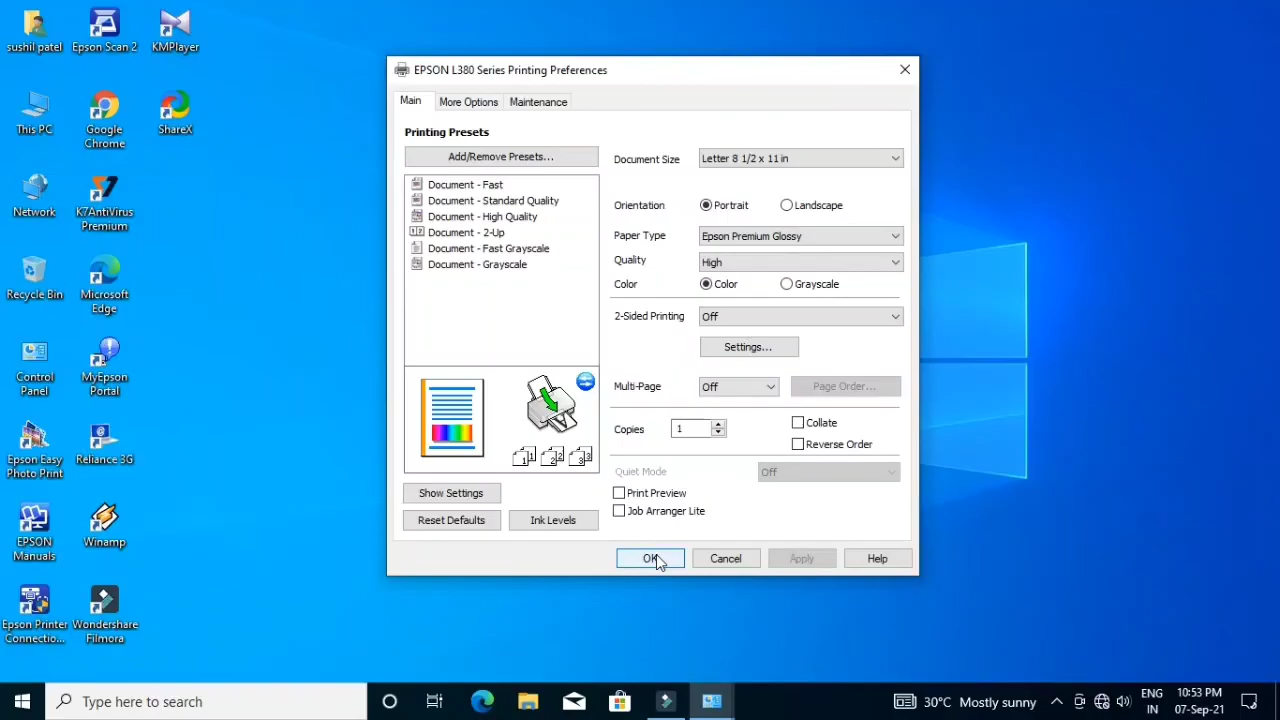 sushil patel
Epson Scan 2
KMPlayer
This PC
Google
Chrome
ShareX
Network
K7AntiVirus
Premium
Recycle Bin
Microsoft
Edge
Control
Panel
MyEpson
Portal
Epson Easy
Photo Print
Reliance 3G
EPSON
Manuals
Winamp
Epson Printer
Connectio...
Wondershare
Filmora
EPSON L380 Series Printing Preferences
Main
More Options
Maintenance
Printing Presets
Add/Remove Presets...
Document - Fast
Document - Standard Quality
Document - High Quality
Document - 2-Up
Document - Fast Grayscale
Document - Grayscale
Show Settings
Reset Defaults
Ink Levels
Document Size
Letter 8 1/2 x 11 in
Orientation
Portrait
Landscape
Paper Type
Epson Premium Glossy
Quality
High
Color
Color
Grayscale
2-Sided Printing
Off
Settings...
Multi-Page
Off
Page Order...
Copies
1
Collate
Reverse Order
Quiet Mode
Off
Print Preview
Job Arranger Lite
OK
Cancel
Apply
Help
Type here to search
30°C Mostly sunny
ENG
IN
10:53 PM
07-Sep-21